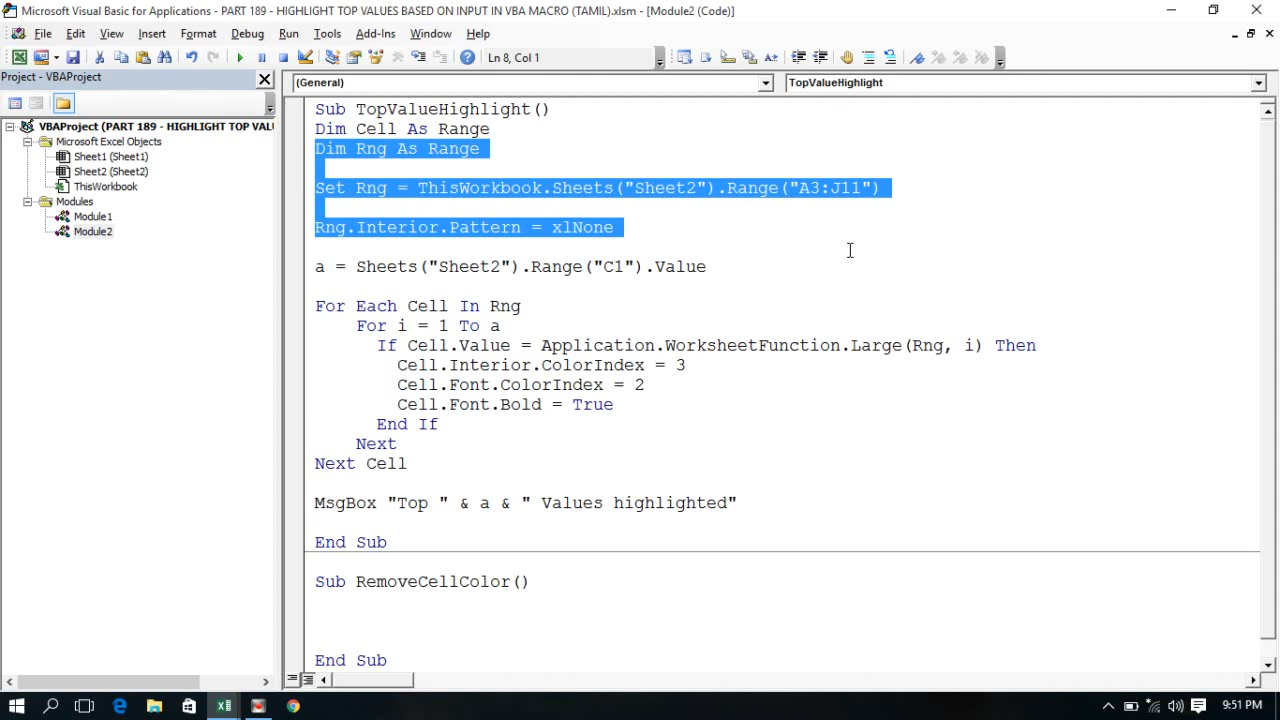 Microsoft Visual Basic for Applications - PART 189 - HIGHLIGHT TOP VALUES BASED ON INPUT IN VBA MACRO (TAMIL).xlsm - [Module2 (Code)]
File Edit View Insert Format Debug Run Tools Add-Ins Window Help
Ln 8, Col 1
Project - VBAProject
(General)
TopValueHighlight
VBAProject (PART 189 - HIGHLIGHT TOP VALU
Microsoft Excel Objects
Sheet1 (Sheet1)
Sheet2 (Sheet2)
ThisWorkbook
Modules
Module1
Module2
Sub TopValueHighlight()
Dim Cell As Range
Dim Rng As Range
Set Rng = ThisWorkbook.Sheets("Sheet2").Range("A3:J11")
Rng.Interior.Pattern = xlNone
a = Sheets("Sheet2").Range("C1").Value
For Each Cell In Rng
For i = 1 To a
If Cell.Value = Application.WorksheetFunction.Large(Rng, i) Then
Cell.Interior.ColorIndex = 3
Cell.Font.ColorIndex = 2
Cell.Font.Bold = True
End If
Next
Next Cell
MsgBox "Top " & a & " Values highlighted"
End Sub
Sub RemoveCellColor()
End Sub
9:51 PM